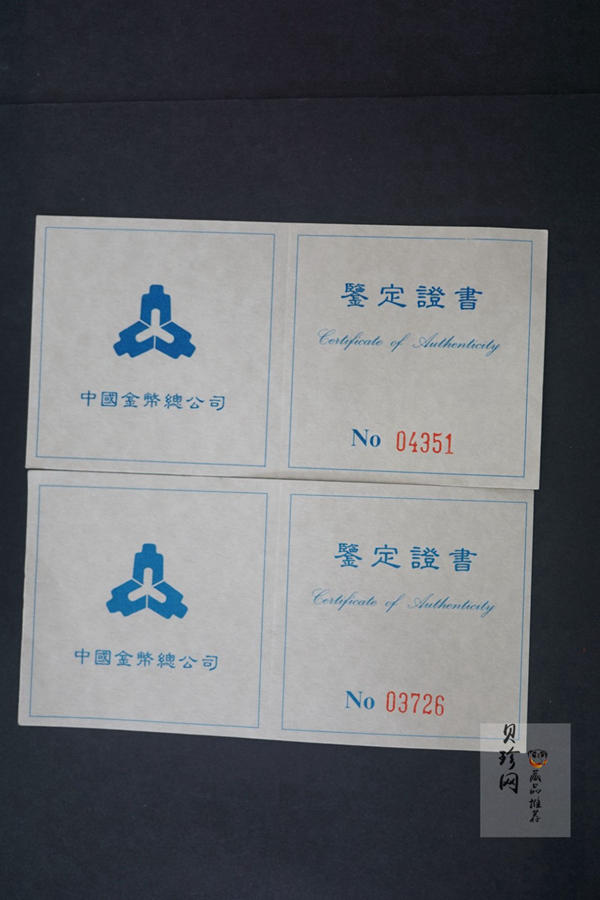 鑒定證書
Certificate of Authenticity
中國金幣總公司
No 04351
鑒定證書
Certificate of Authenticity
中國金幣總公司
No 03726
贝珍网
藏品推荐